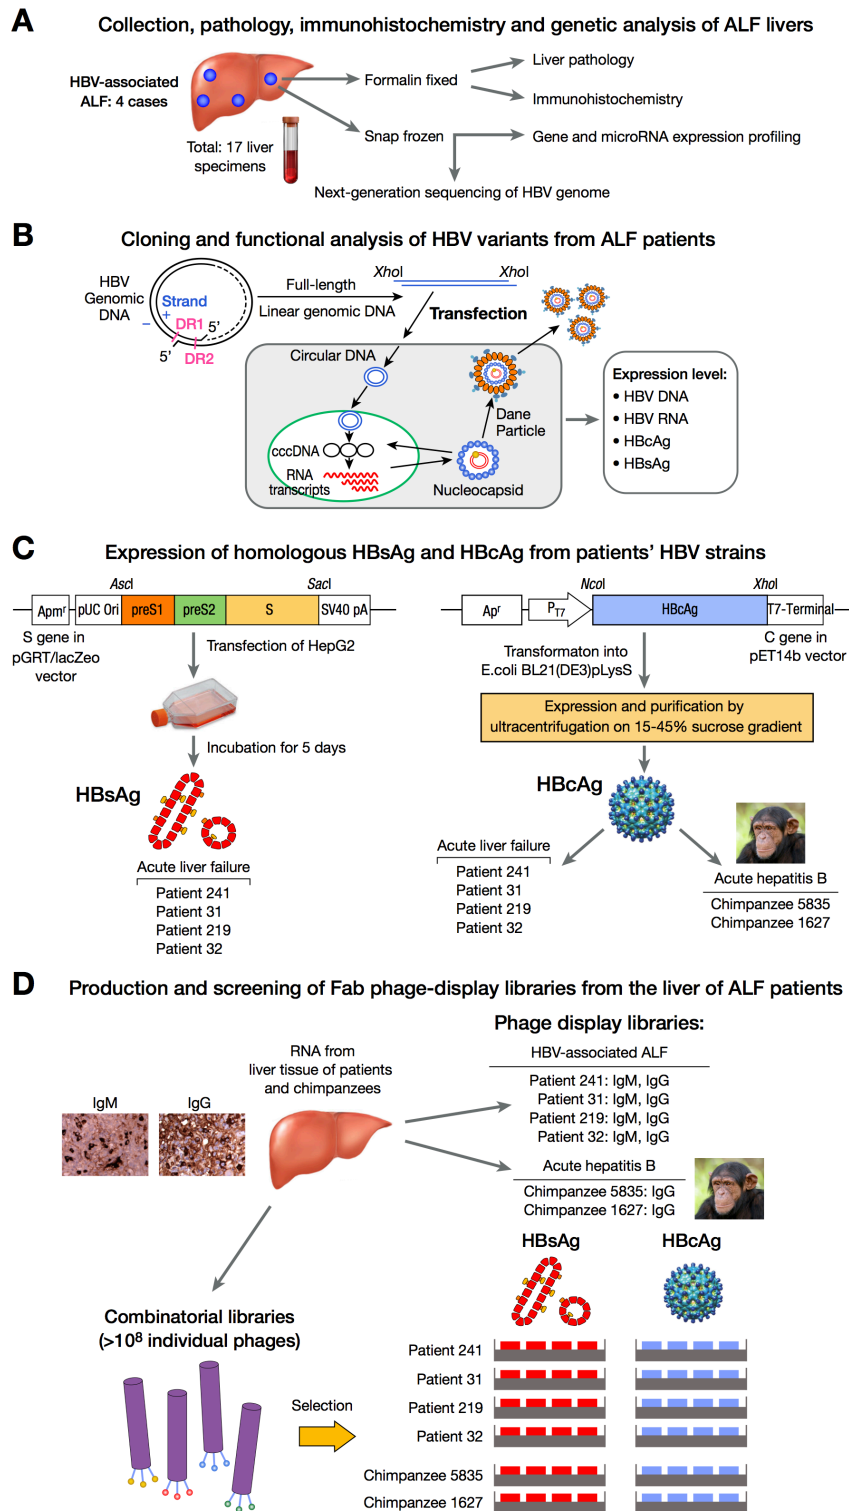 A
Collection, pathology, immunohistochemistry and genetic analysis of ALF livers
HBV-associated
ALF: 4 cases
Total: 17 liver
specimens
Formalin fixed
Liver pathology
Immunohistochemistry
Snap frozen
Gene and microRNA expression profiling
Next-generation sequencing of HBV genome
B
Cloning and functional analysis of HBV variants from ALF patients
HBV
Genomic
DNA
Strand
+
–
DR1
5’
5’
DR2
Full-length
Linear genomic DNA
XhoI
XhoI
Transfection
Circular DNA
cccDNA
RNA
transcripts
Dane
Particle
Nucleocapsid
Expression level:
• HBV DNA
• HBV RNA
• HBcAg
• HBsAg
C
Expression of homologous HBsAg and HBcAg from patients’ HBV strains
AscI
SacI
Apmr
pUC Ori
preS1
preS2
S
SV40 pA
S gene in
pGRT/lacZeo
vector
Transfection of HepG2
Incubation for 5 days
HBsAg
Acute liver failure
Patient 241
Patient 31
Patient 219
Patient 32
NcoI
XhoI
Apr
PT7
HBcAg
T7-Terminal
C gene in
pET14b vector
Transformaton into
E.coli BL21(DE3)pLysS
Expression and purification by
ultracentrifugation on 15-45% sucrose gradient
HBcAg
Acute liver failure
Patient 241
Patient 31
Patient 219
Patient 32
Acute hepatitis B
Chimpanzee 5835
Chimpanzee 1627
D
Production and screening of Fab phage-display libraries from the liver of ALF patients
RNA from
liver tissue of patients
and chimpanzees
IgM
IgG
Phage display libraries:
HBV-associated ALF
Patient 241: IgM, IgG
Patient 31: IgM, IgG
Patient 219: IgM, IgG
Patient 32: IgM, IgG
Acute hepatitis B
Chimpanzee 5835: IgG
Chimpanzee 1627: IgG
HBsAg
HBcAg
Combinatorial libraries
(>10⁸ individual phages)
Selection
Patient 241
Patient 31
Patient 219
Patient 32
Chimpanzee 5835
Chimpanzee 1627